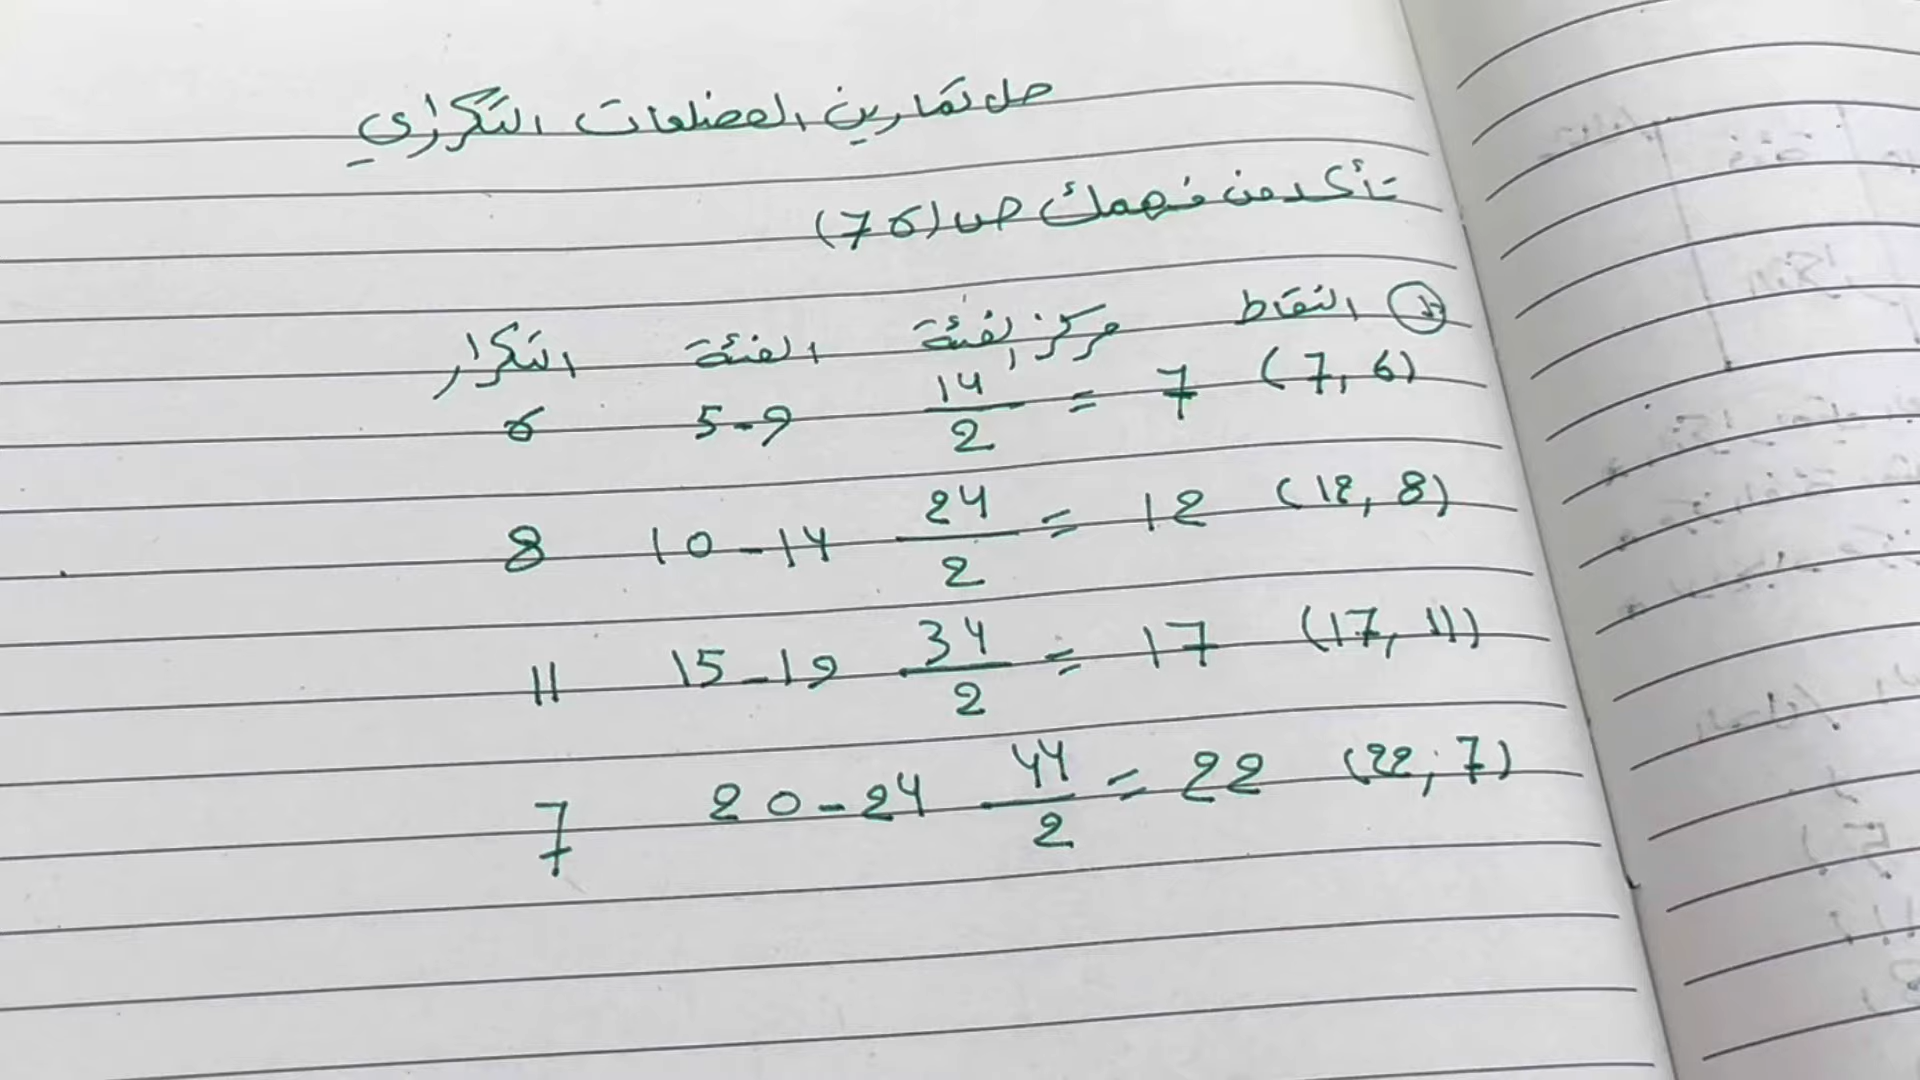 حل تمارين المضلعات التكراري
تأكد من فهمك ص (76)
① النقاط مركز الفئة الفئة التكرار
6 5-9 14/2 = 7 (7, 6)
8 10-14 24/2 = 12 (12, 8)
11 15-19 34/2 = 17 (17, 11)
7 20-24 44/2 = 22 (22, 7)